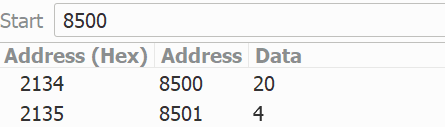 Start 8500
Address (Hex) Address Data
2134 8500 20
2135 8501 4